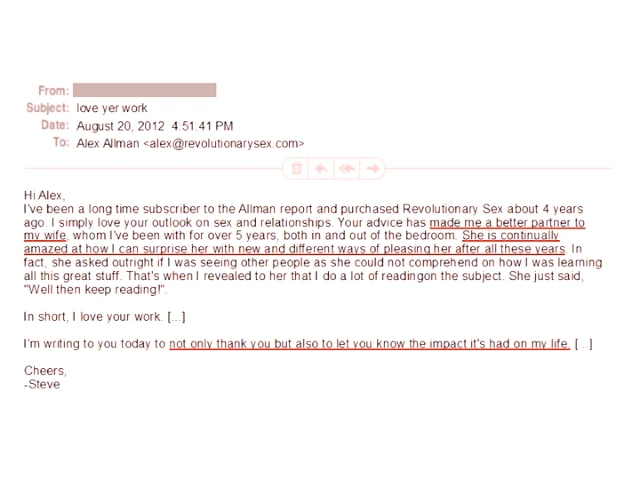 From:
Subject: love yer work
Date: August 20, 2012 4:51:41 PM
To: Alex Allman <alex@revolutionarysex.com>
Hi Alex,
I've been a long time subscriber to the Allman report and purchased Revolutionary Sex about 4 years
ago. I simply love your outlook on sex and relationships. Your advice has made me a better partner to
my wife, whom I've been with for over 5 years, both in and out of the bedroom. She is continually
amazed at how I can surprise her with new and different ways of pleasing her after all these years. In
fact, she asked outright if I was seeing other people as she could not comprehend on how I was learning
all this great stuff. That's when I revealed to her that I do a lot of readingon the subject. She just said,
"Well then keep reading!".
In short, I love your work. [...]
I'm writing to you today to not only thank you but also to let you know the impact it's had on my life. [...]
Cheers,
-Steve